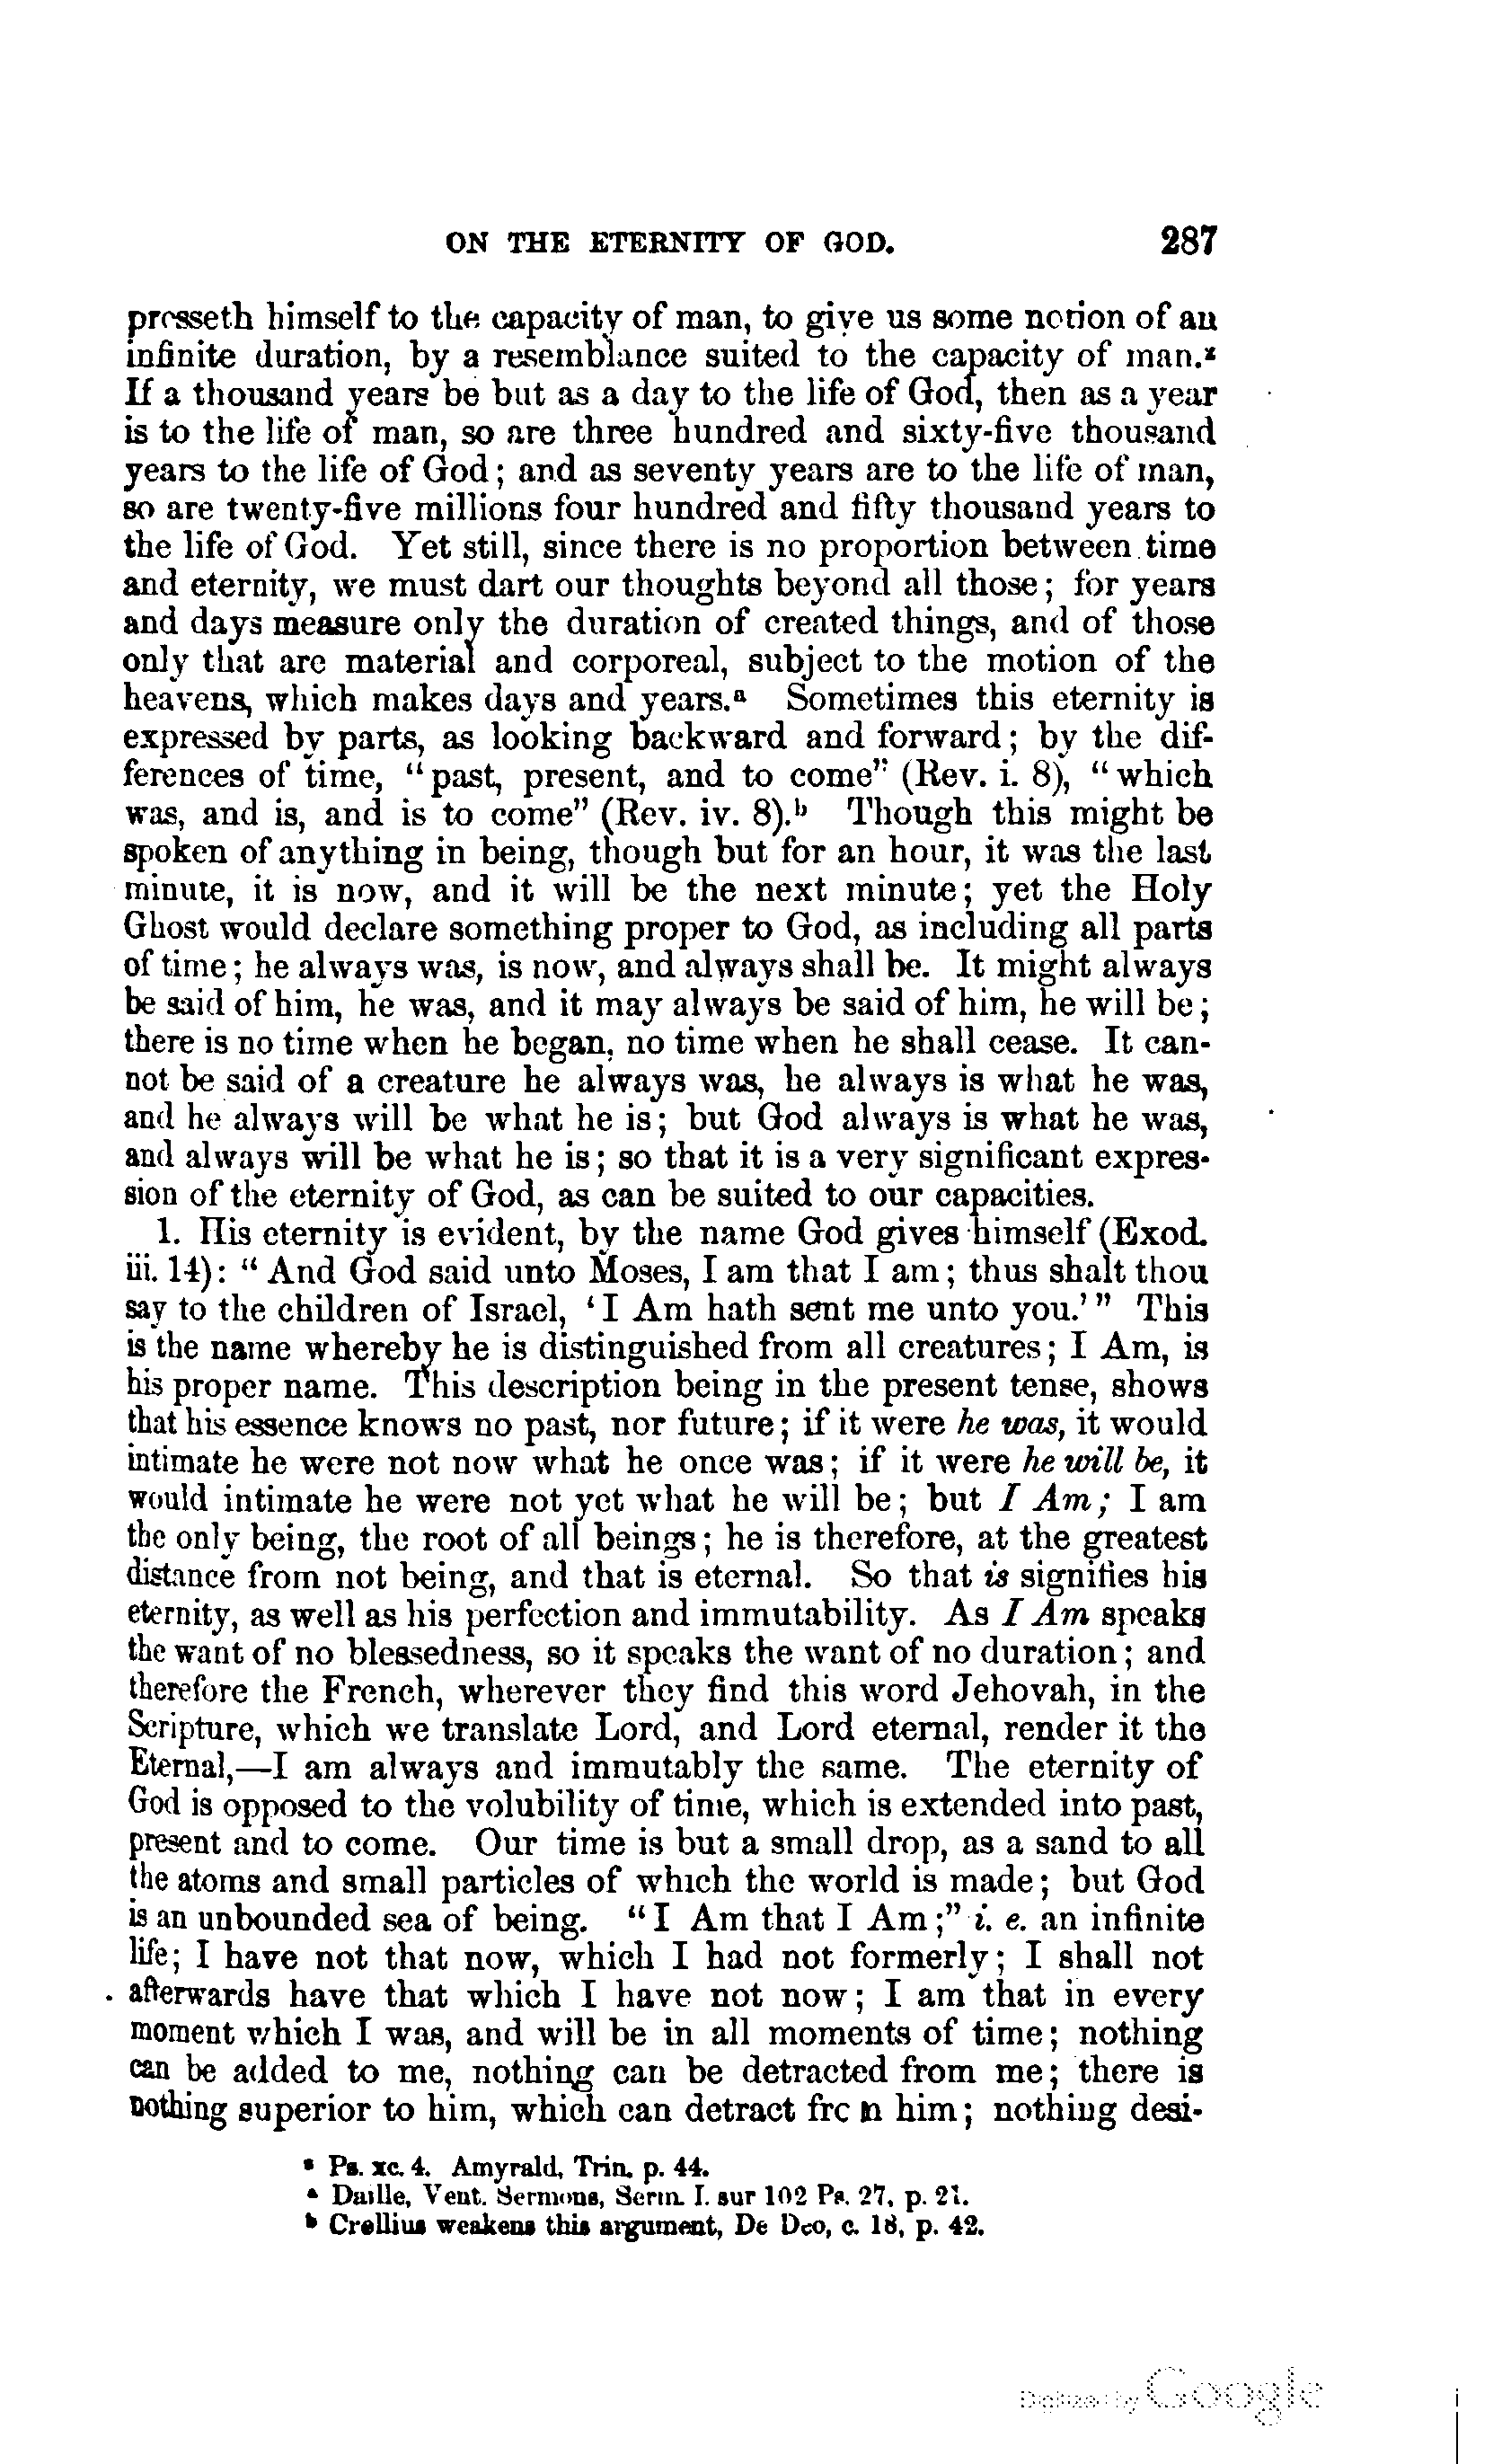 ON THE ETERNITY OF GOD. 287
presseth himself to the capacity of man, to give us some notion of an
infinite duration, by a resemblance suited to the capacity of man.z
If a thousand years be but as a day to the life of God, then as a year
is to the life of man, so are three hundred and sixty-five thousand
years to the life of God; and as seventy years are to the life of man,
so are twenty-five millions four hundred and fifty thousand years to
the life of God. Yet still, since there is no proportion between time
and eternity, we must dart our thoughts beyond all those; for years
and days measure only the duration of created things, and of those
only that are material and corporeal, subject to the motion of the
heavens, which makes days and years.a Sometimes this eternity is
expressed by parts, as looking backward and forward; by the dif-
ferences of time, “past, present, and to come” (Rev. i. 8), “which
was, and is, and is to come” (Rev. iv. 8).b Though this might be
spoken of anything in being, though but for an hour, it was the last
minute, it is now, and it will be the next minute; yet the Holy
Ghost would declare something proper to God, as including all parts
of time; he always was, is now, and always shall be. It might always
be said of him, he was, and it may always be said of him, he will be;
there is no time when he began, no time when he shall cease. It can-
not be said of a creature he always was, he always is what he was,
and he always will be what he is; but God always is what he was,
and always will be what he is; so that it is a very significant expres-
sion of the eternity of God, as can be suited to our capacities.
1. His eternity is evident, by the name God gives himself (Exod.
iii. 14): “And God said unto Moses, I am that I am; thus shalt thou
say to the children of Israel, ‘I Am hath sent me unto you.’” This
is the name whereby he is distinguished from all creatures; I Am, is
his proper name. This description being in the present tense, shows
that his essence knows no past, nor future; if it were he was, it would
intimate he were not now what he once was; if it were he will be, it
would intimate he were not yet what he will be; but I Am; I am
the only being, the root of all beings; he is therefore, at the greatest
distance from not being, and that is eternal. So that is signifies his
eternity, as well as his perfection and immutability. As I Am speaks
the want of no blessedness, so it speaks the want of no duration; and
therefore the French, wherever they find this word Jehovah, in the
Scripture, which we translate Lord, and Lord eternal, render it the
Eternal,—I am always and immutably the same. The eternity of
God is opposed to the volubility of time, which is extended into past,
present and to come. Our time is but a small drop, as a sand to all
the atoms and small particles of which the world is made; but God
is an unbounded sea of being. “I Am that I Am;” i. e. an infinite
life; I have not that now, which I had not formerly; I shall not
afterwards have that which I have not now; I am that in every
moment which I was, and will be in all moments of time; nothing
can be added to me, nothing can be detracted from me; there is
nothing superior to him, which can detract from him; nothing desi-
z Ps. xc. 4. Amyrald, Trin. p. 44.
a Daille, Vent. Sermons, Serm. I. sur 102 Ps. 27, p. 21.
b Crellius weakens this argument, De Deo, c. 18, p. 42.
Digitized by Google